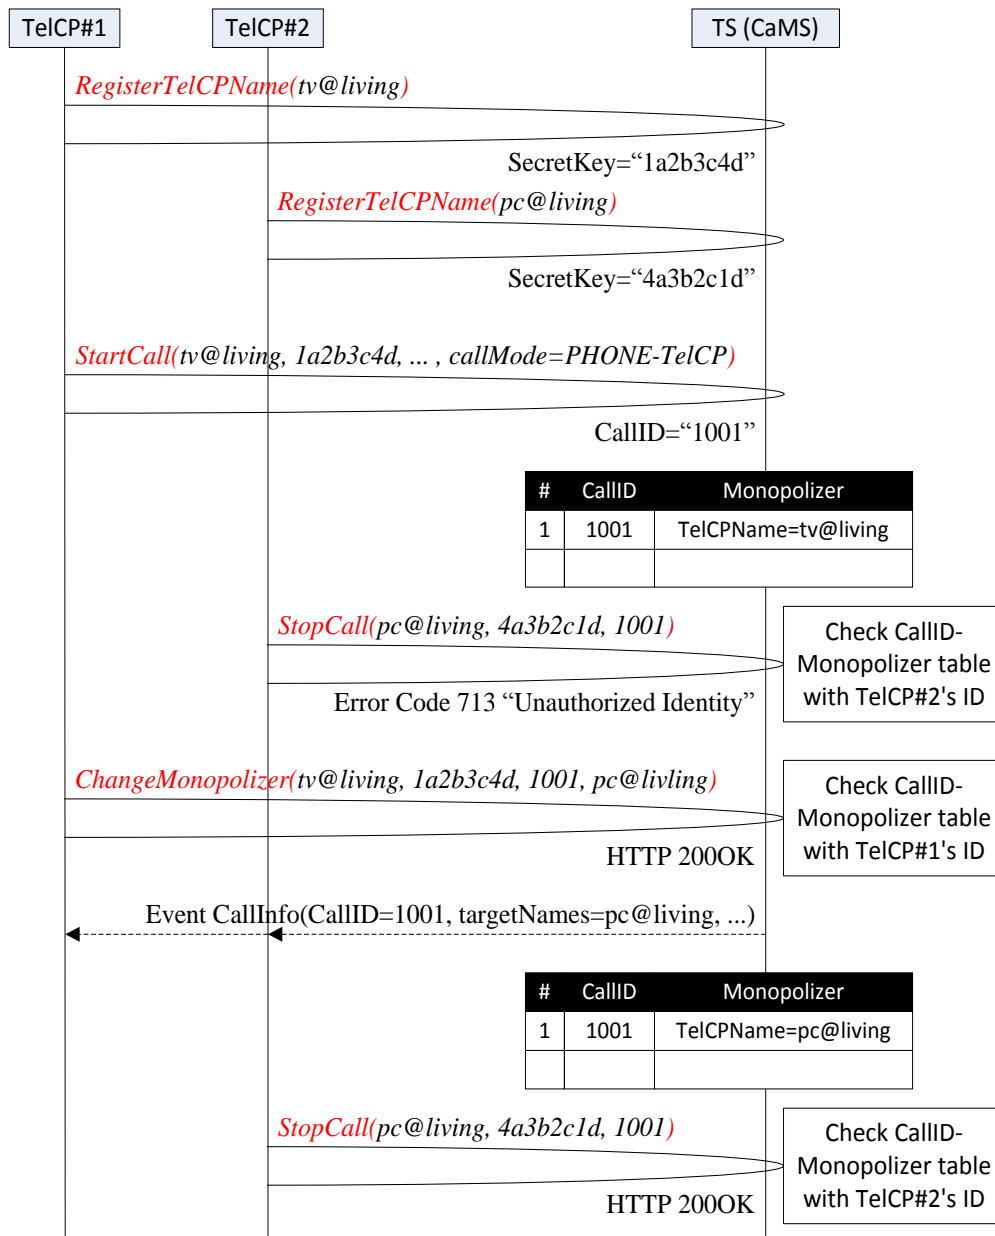 TelCP#1 TelCP#2 TS (CaMS)
RegisterTelCPName(tv@living)
SecretKey=“1a2b3c4d”
RegisterTelCPName(pc@living)
SecretKey=“4a3b2c1d”
StartCall(tv@living, 1a2b3c4d, ... , callMode=PHONE-TelCP)
CallID=“1001”
# CallID Monopolizer
1 1001 TelCPName=tv@living
StopCall(pc@living, 4a3b2c1d, 1001)
Error Code 713 “Unauthorized Identity”
Check CallID-
Monopolizer table
with TelCP#2's ID
ChangeMonopolizer(tv@living, 1a2b3c4d, 1001, pc@livling)
HTTP 200OK
Check CallID-
Monopolizer table
with TelCP#1's ID
Event CallInfo(CallID=1001, targetNames=pc@living, ...)
# CallID Monopolizer
1 1001 TelCPName=pc@living
StopCall(pc@living, 4a3b2c1d, 1001)
HTTP 200OK
Check CallID-
Monopolizer table
with TelCP#2's ID